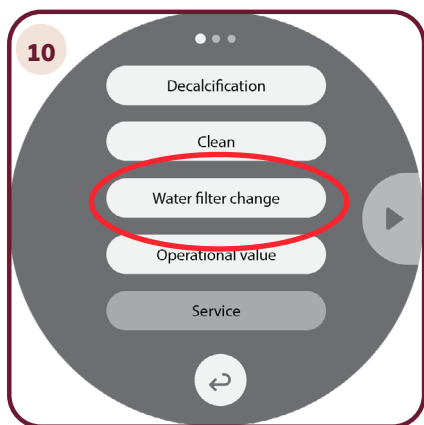 10
Decalcification
Clean
Water filter change
Operational value
Service